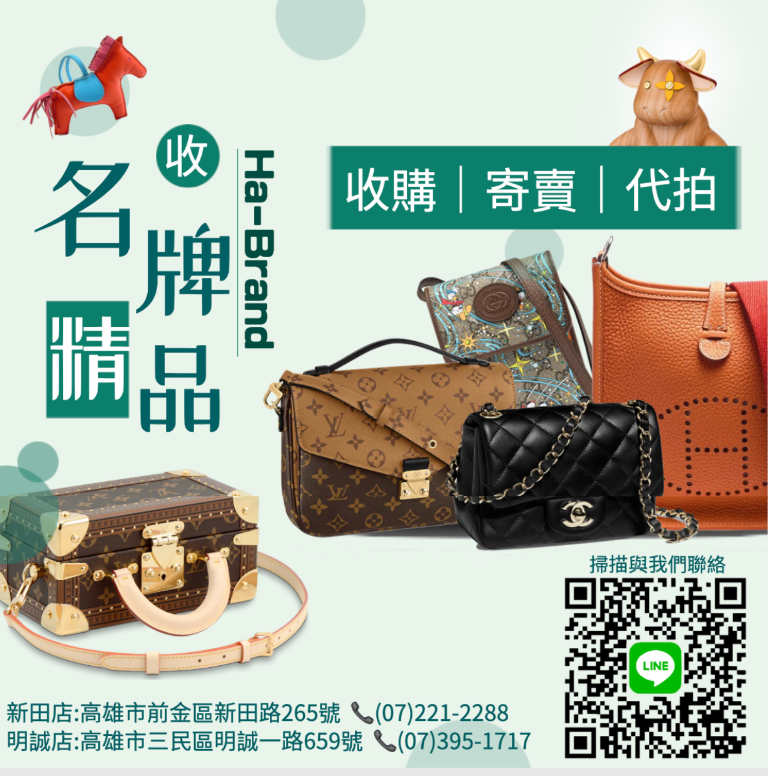 收
名牌
精品
Ha-Brand
收購｜寄賣｜代拍
掃描與我們聯絡
LINE
新田店:高雄市前金區新田路265號 📞(07)221-2288
明誠店:高雄市三民區明誠一路659號 📞(07)395-1717